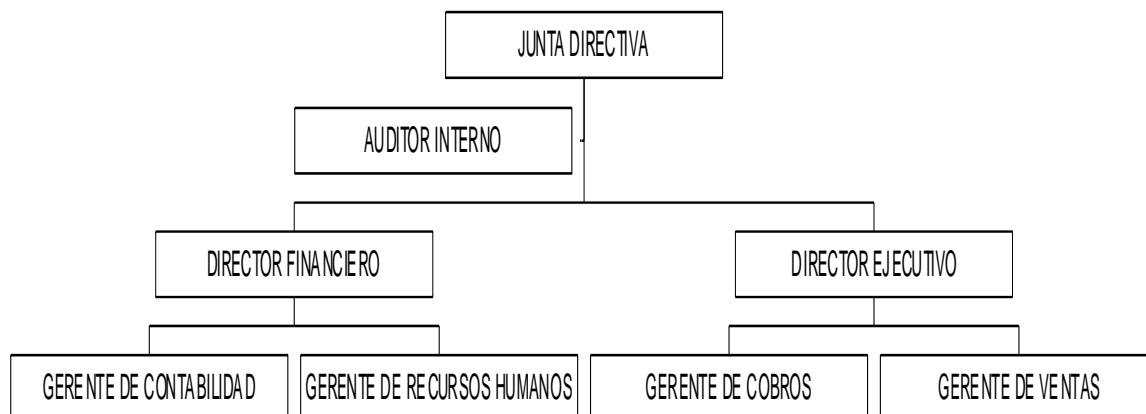 JUNTA DIRECTIVA
AUDITOR INTERNO
DIRECTOR FINANCIERO
DIRECTOR EJECUTIVO
GERENTE DE CONTABILIDAD
GERENTE DE RECURSOS HUMANOS
GERENTE DE COBROS
GERENTE DE VENTAS